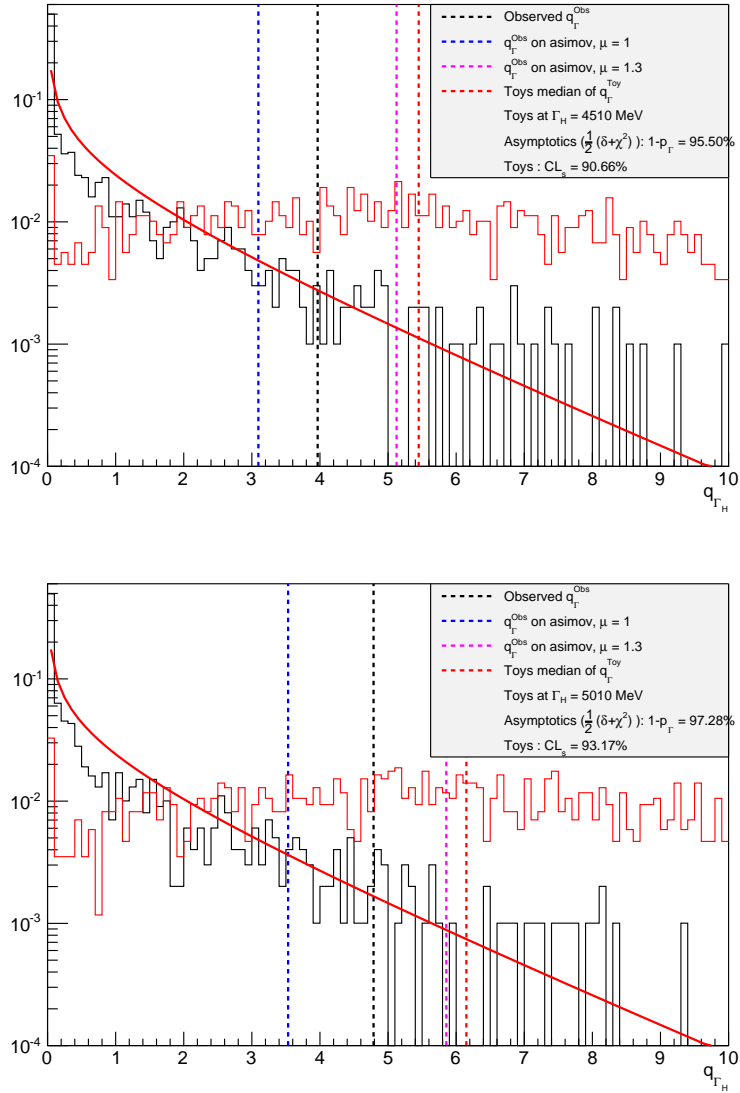 Observed q_Γ^Obs
q_Γ^Obs on asimov, μ = 1
q_Γ^Obs on asimov, μ = 1.3
Toys median of q_Γ^Toy
Toys at Γ_H = 4510 MeV
Asymptotics (1/2 (δ+χ²) ): 1-p_Γ = 95.50%
Toys : CL_s = 90.66%
10⁻¹
10⁻²
10⁻³
10⁻⁴
0 1 2 3 4 5 6 7 8 9 10
q_Γ_H
Observed q_Γ^Obs
q_Γ^Obs on asimov, μ = 1
q_Γ^Obs on asimov, μ = 1.3
Toys median of q_Γ^Toy
Toys at Γ_H = 5010 MeV
Asymptotics (1/2 (δ+χ²) ): 1-p_Γ = 97.28%
Toys : CL_s = 93.17%
10⁻¹
10⁻²
10⁻³
10⁻⁴
0 1 2 3 4 5 6 7 8 9 10
q_Γ_H